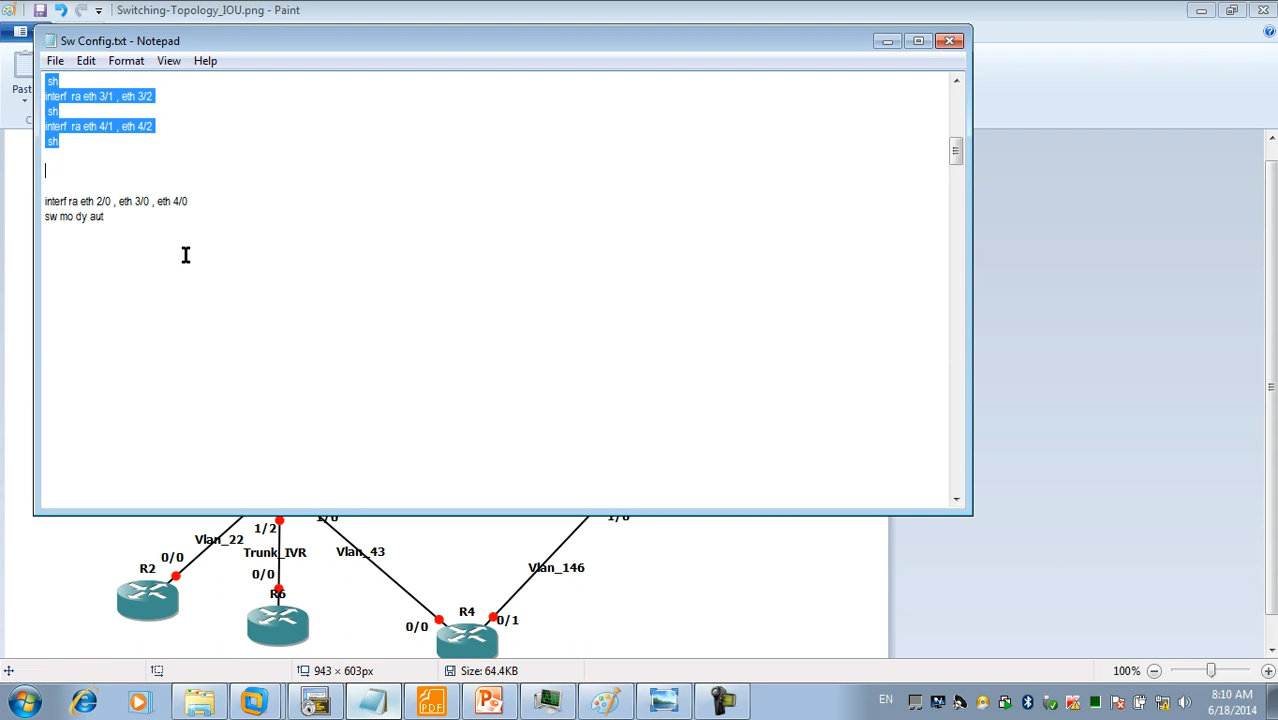 Switching-Topology_IOU.png - Paint
Sw Config.txt - Notepad
File Edit Format View Help
Past
sh
interf ra eth 3/1 , eth 3/2
sh
interf ra eth 4/1 , eth 4/2
sh
interf ra eth 2/0 , eth 3/0 , eth 4/0
sw mo dy aut
1/2
1/0
1/0
Vlan_22
Trunk_IVR
Vlan_43
0/0
R2
0/0
R6
Vlan_146
R4
0/0
0/1
943 × 603px
Size: 64.4KB
100%
PDF
EN
8:10 AM
6/18/2014